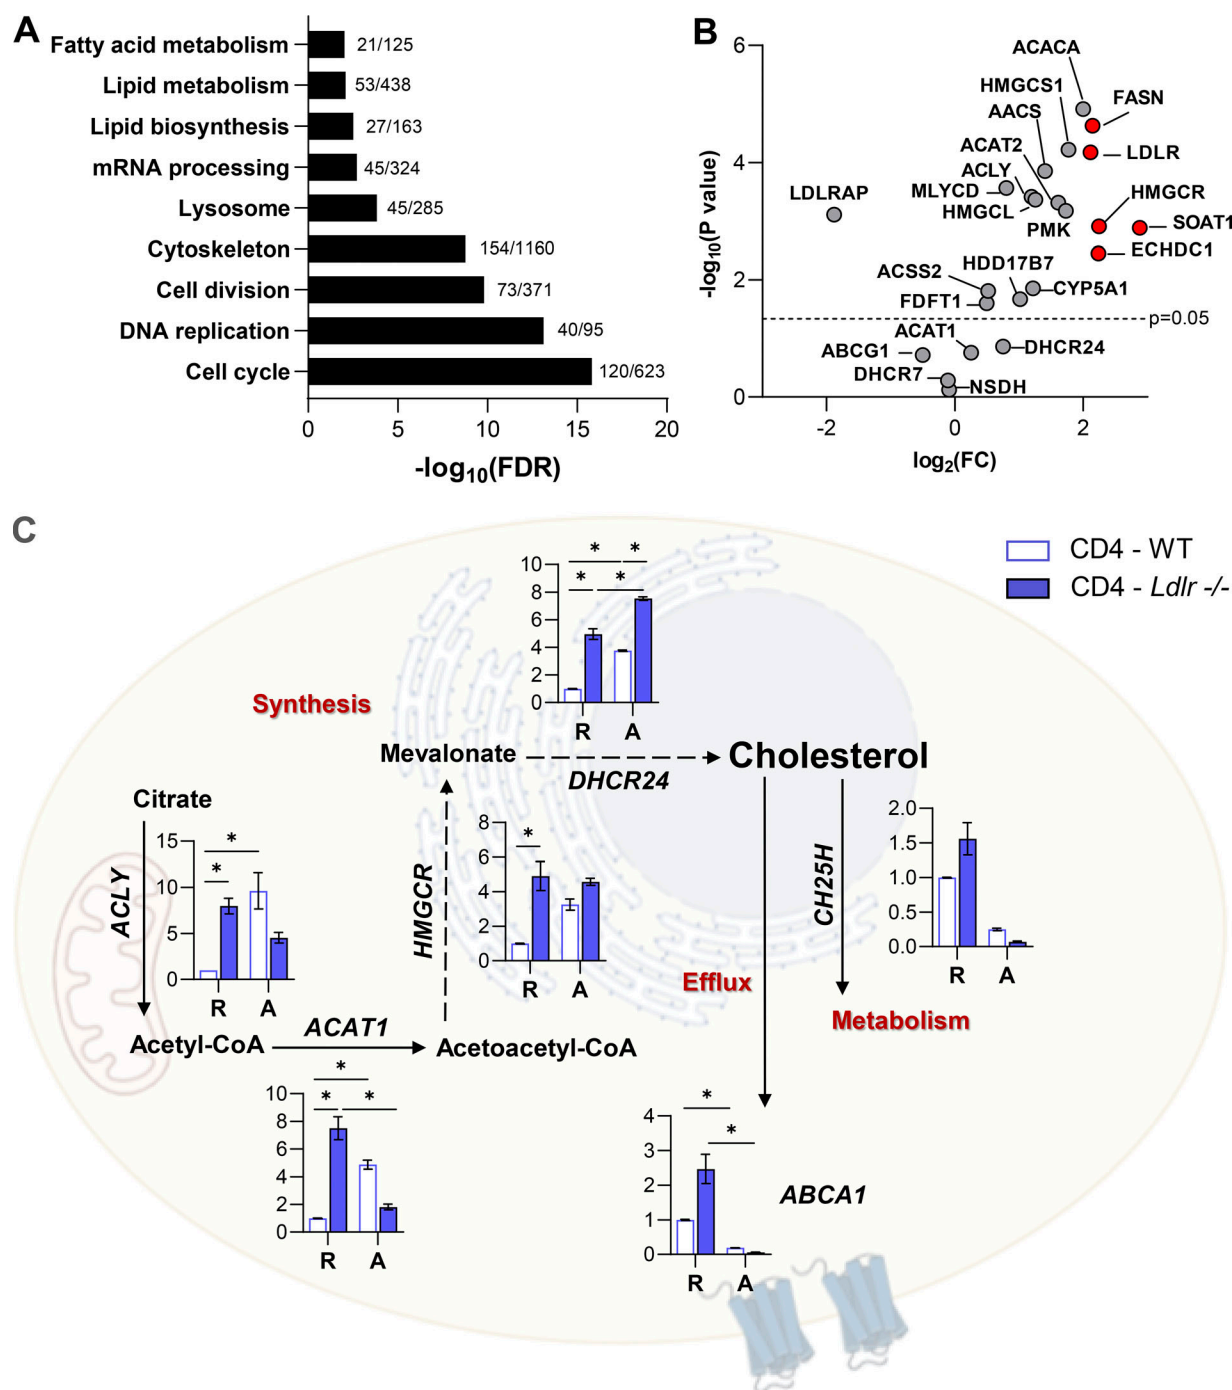 A
Fatty acid metabolism 21/125
Lipid metabolism 53/438
Lipid biosynthesis 27/163
mRNA processing 45/324
Lysosome 45/285
Cytoskeleton 154/1160
Cell division 73/371
DNA replication 40/95
Cell cycle 120/623
0 5 10 15 20
-log10(FDR)
B
6
4
2
0
-log10(P value)
ACACA
HMGCS1
FASN
AACS
ACAT2
LDLR
ACLY
MLYCD
LDLRAP
HMGCL
HMGCR
PMK
SOAT1
ECHDC1
ACSS2
HDD17B7
FDFT1
CYP5A1
p=0.05
ACAT1
ABCG1
DHCR24
DHCR7
NSDH
-2 0 2
log2(FC)
C
CD4 - WT
CD4 - Ldlr -/-
* *
* *
10
8
6
4
2
0
R A
Synthesis
Mevalonate
DHCR24
Cholesterol
Citrate
ACLY
*
*
15
10
5
0
R A
HMGCR
*
8
6
4
2
0
R A
CH25H
2.0
1.5
1.0
0.5
0.0
R A
Efflux
Metabolism
Acetyl-CoA
ACAT1
Acetoacetyl-CoA
*
* *
10
8
6
4
2
0
R A
*
*
4
3
2
1
0
R A
ABCA1